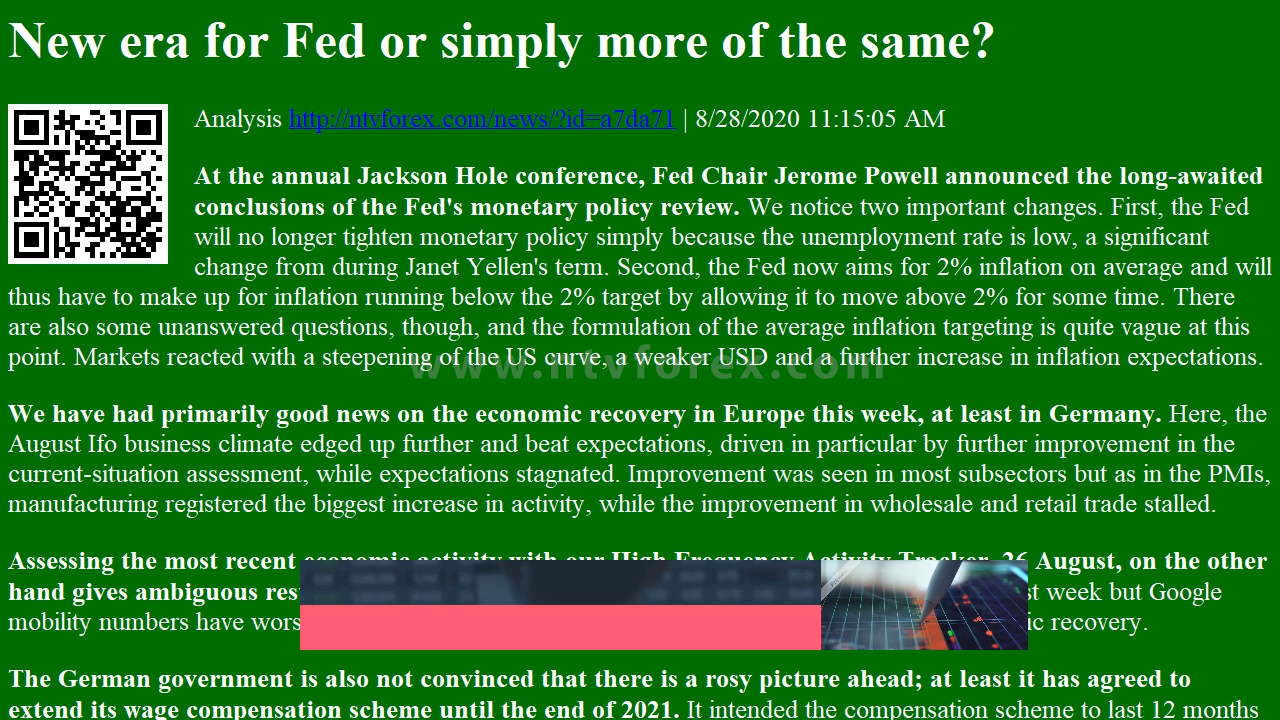 New era for Fed or simply more of the same?
Analysis http://ntvforex.com/news/?id=a7da71 | 8/28/2020 11:15:05 AM
At the annual Jackson Hole conference, Fed Chair Jerome Powell announced the long-awaited
conclusions of the Fed's monetary policy review. We notice two important changes. First, the Fed
will no longer tighten monetary policy simply because the unemployment rate is low, a significant
change from during Janet Yellen's term. Second, the Fed now aims for 2% inflation on average and will
thus have to make up for inflation running below the 2% target by allowing it to move above 2% for some time. There
are also some unanswered questions, though, and the formulation of the average inflation targeting is quite vague at this
point. Markets reacted with a steepening of the US curve, a weaker USD and a further increase in inflation expectations.
www.ntvforex.com
We have had primarily good news on the economic recovery in Europe this week, at least in Germany. Here, the
August Ifo business climate edged up further and beat expectations, driven in particular by further improvement in the
current-situation assessment, while expectations stagnated. Improvement was seen in most subsectors but as in the PMIs,
manufacturing registered the biggest increase in activity, while the improvement in wholesale and retail trade stalled.
Assessing the most recent economic activity with our High Frequency Activity Tracker, 26 August, on the other
hand gives ambiguous week but Google
mobility numbers have recovery.
The German government is also not convinced that there is a rosy picture ahead; at least it has agreed to
extend its wage compensation scheme until the end of 2021. It intended the compensation scheme to last 12 months